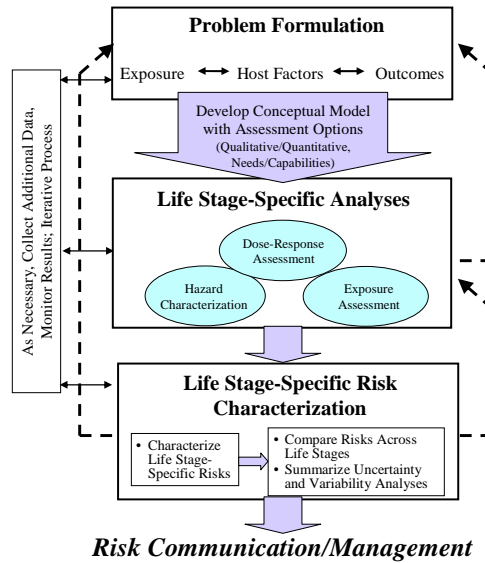 Problem Formulation
Exposure Host Factors Outcomes
Develop Conceptual Model
with Assessment Options
(Qualitative/Quantitative,
Needs/Capabilities)
As Necessary, Collect Additional Data,
Monitor Results; Iterative Process
Life Stage-Specific Analyses
Dose-Response
Assessment
Hazard
Characterization
Exposure
Assessment
Life Stage-Specific Risk
Characterization
• Characterize
Life Stage-
Specific Risks
• Compare Risks Across
Life Stages
• Summarize Uncertainty
and Variability Analyses
Risk Communication/Management